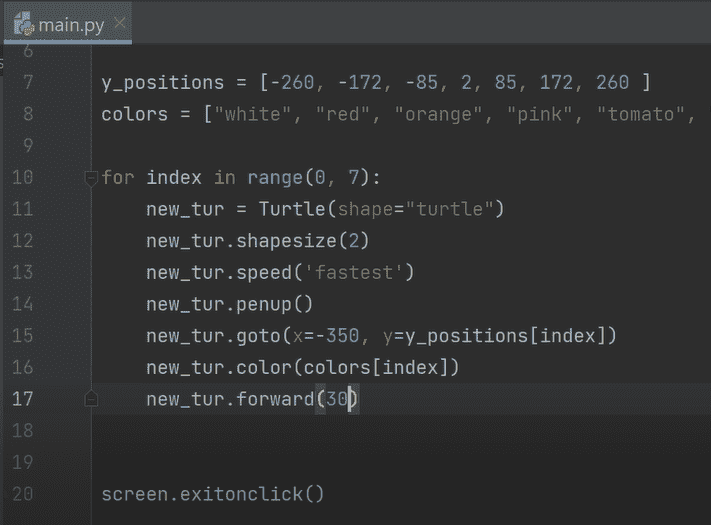 main.py
6
7 y_positions = [-260, -172, -85, 2, 85, 172, 260 ]
8 colors = ["white", "red", "orange", "pink", "tomato",
9
10 for index in range(0, 7):
11     new_tur = Turtle(shape="turtle")
12     new_tur.shapesize(2)
13     new_tur.speed('fastest')
14     new_tur.penup()
15     new_tur.goto(x=-350, y=y_positions[index])
16     new_tur.color(colors[index])
17     new_tur.forward(30)
18
19
20 screen.exitonclick()